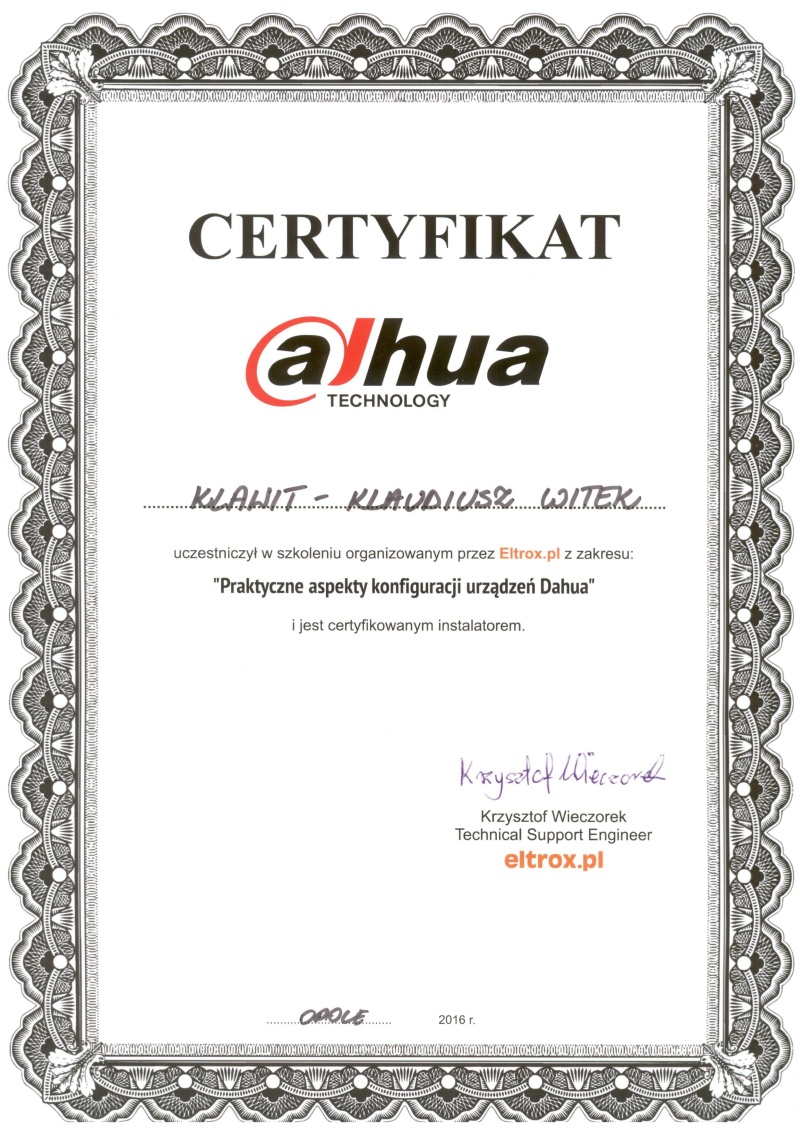 CERTYFIKAT
alhua
TECHNOLOGY
KLAWIT - KLAUDIUSZ WITEK
uczestniczył w szkoleniu organizowanym przez Eltrox.pl z zakresu:
"Praktyczne aspekty konfiguracji urządzeń Dahua"
i jest certyfikowanym instalatorem.
Krzysztof Wieczorek
Krzysztof Wieczorek
Technical Support Engineer
eltrox.pl
OPOLE 2016 r.